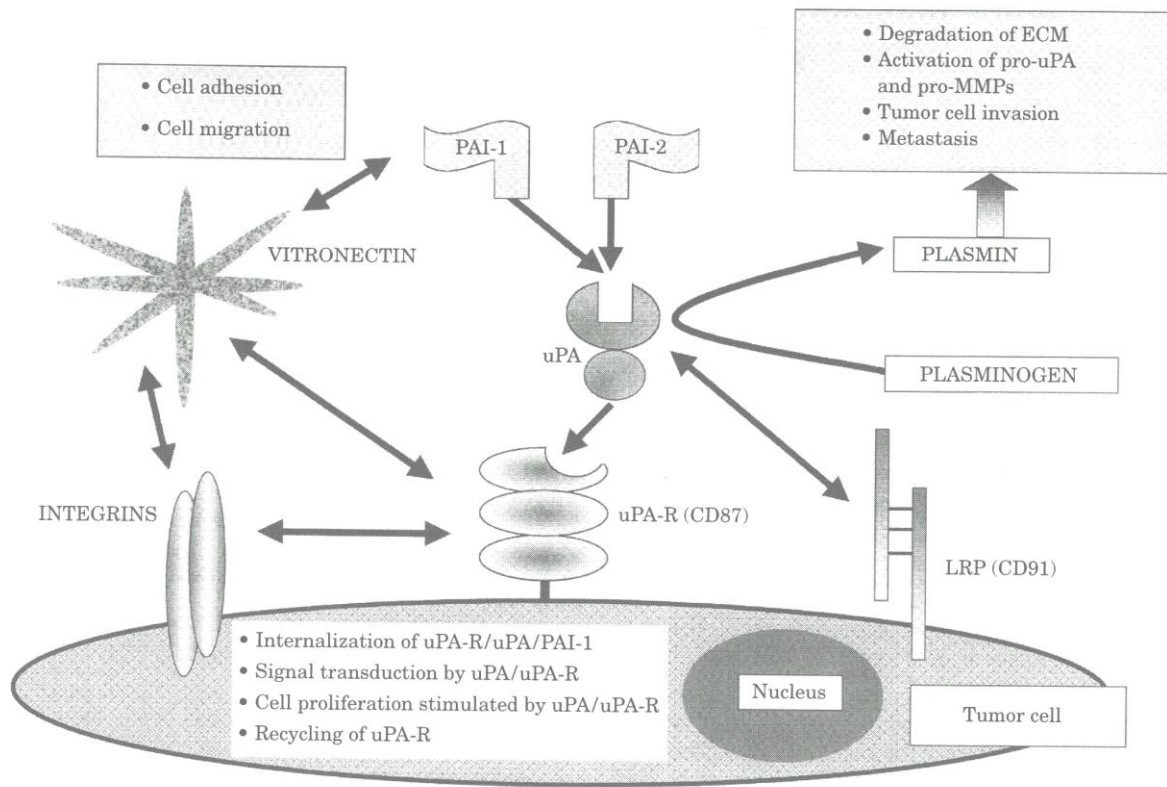 • Degradation of ECM
• Activation of pro-uPA
and pro-MMPs
• Tumor cell invasion
• Metastasis
• Cell adhesion
• Cell migration
PAI-1
PAI-2
VITRONECTIN
PLASMIN
uPA
PLASMINOGEN
INTEGRINS
uPA-R (CD87)
LRP (CD91)
• Internalization of uPA-R/uPA/PAI-1
• Signal transduction by uPA/uPA-R
• Cell proliferation stimulated by uPA/uPA-R
• Recycling of uPA-R
Nucleus
Tumor cell